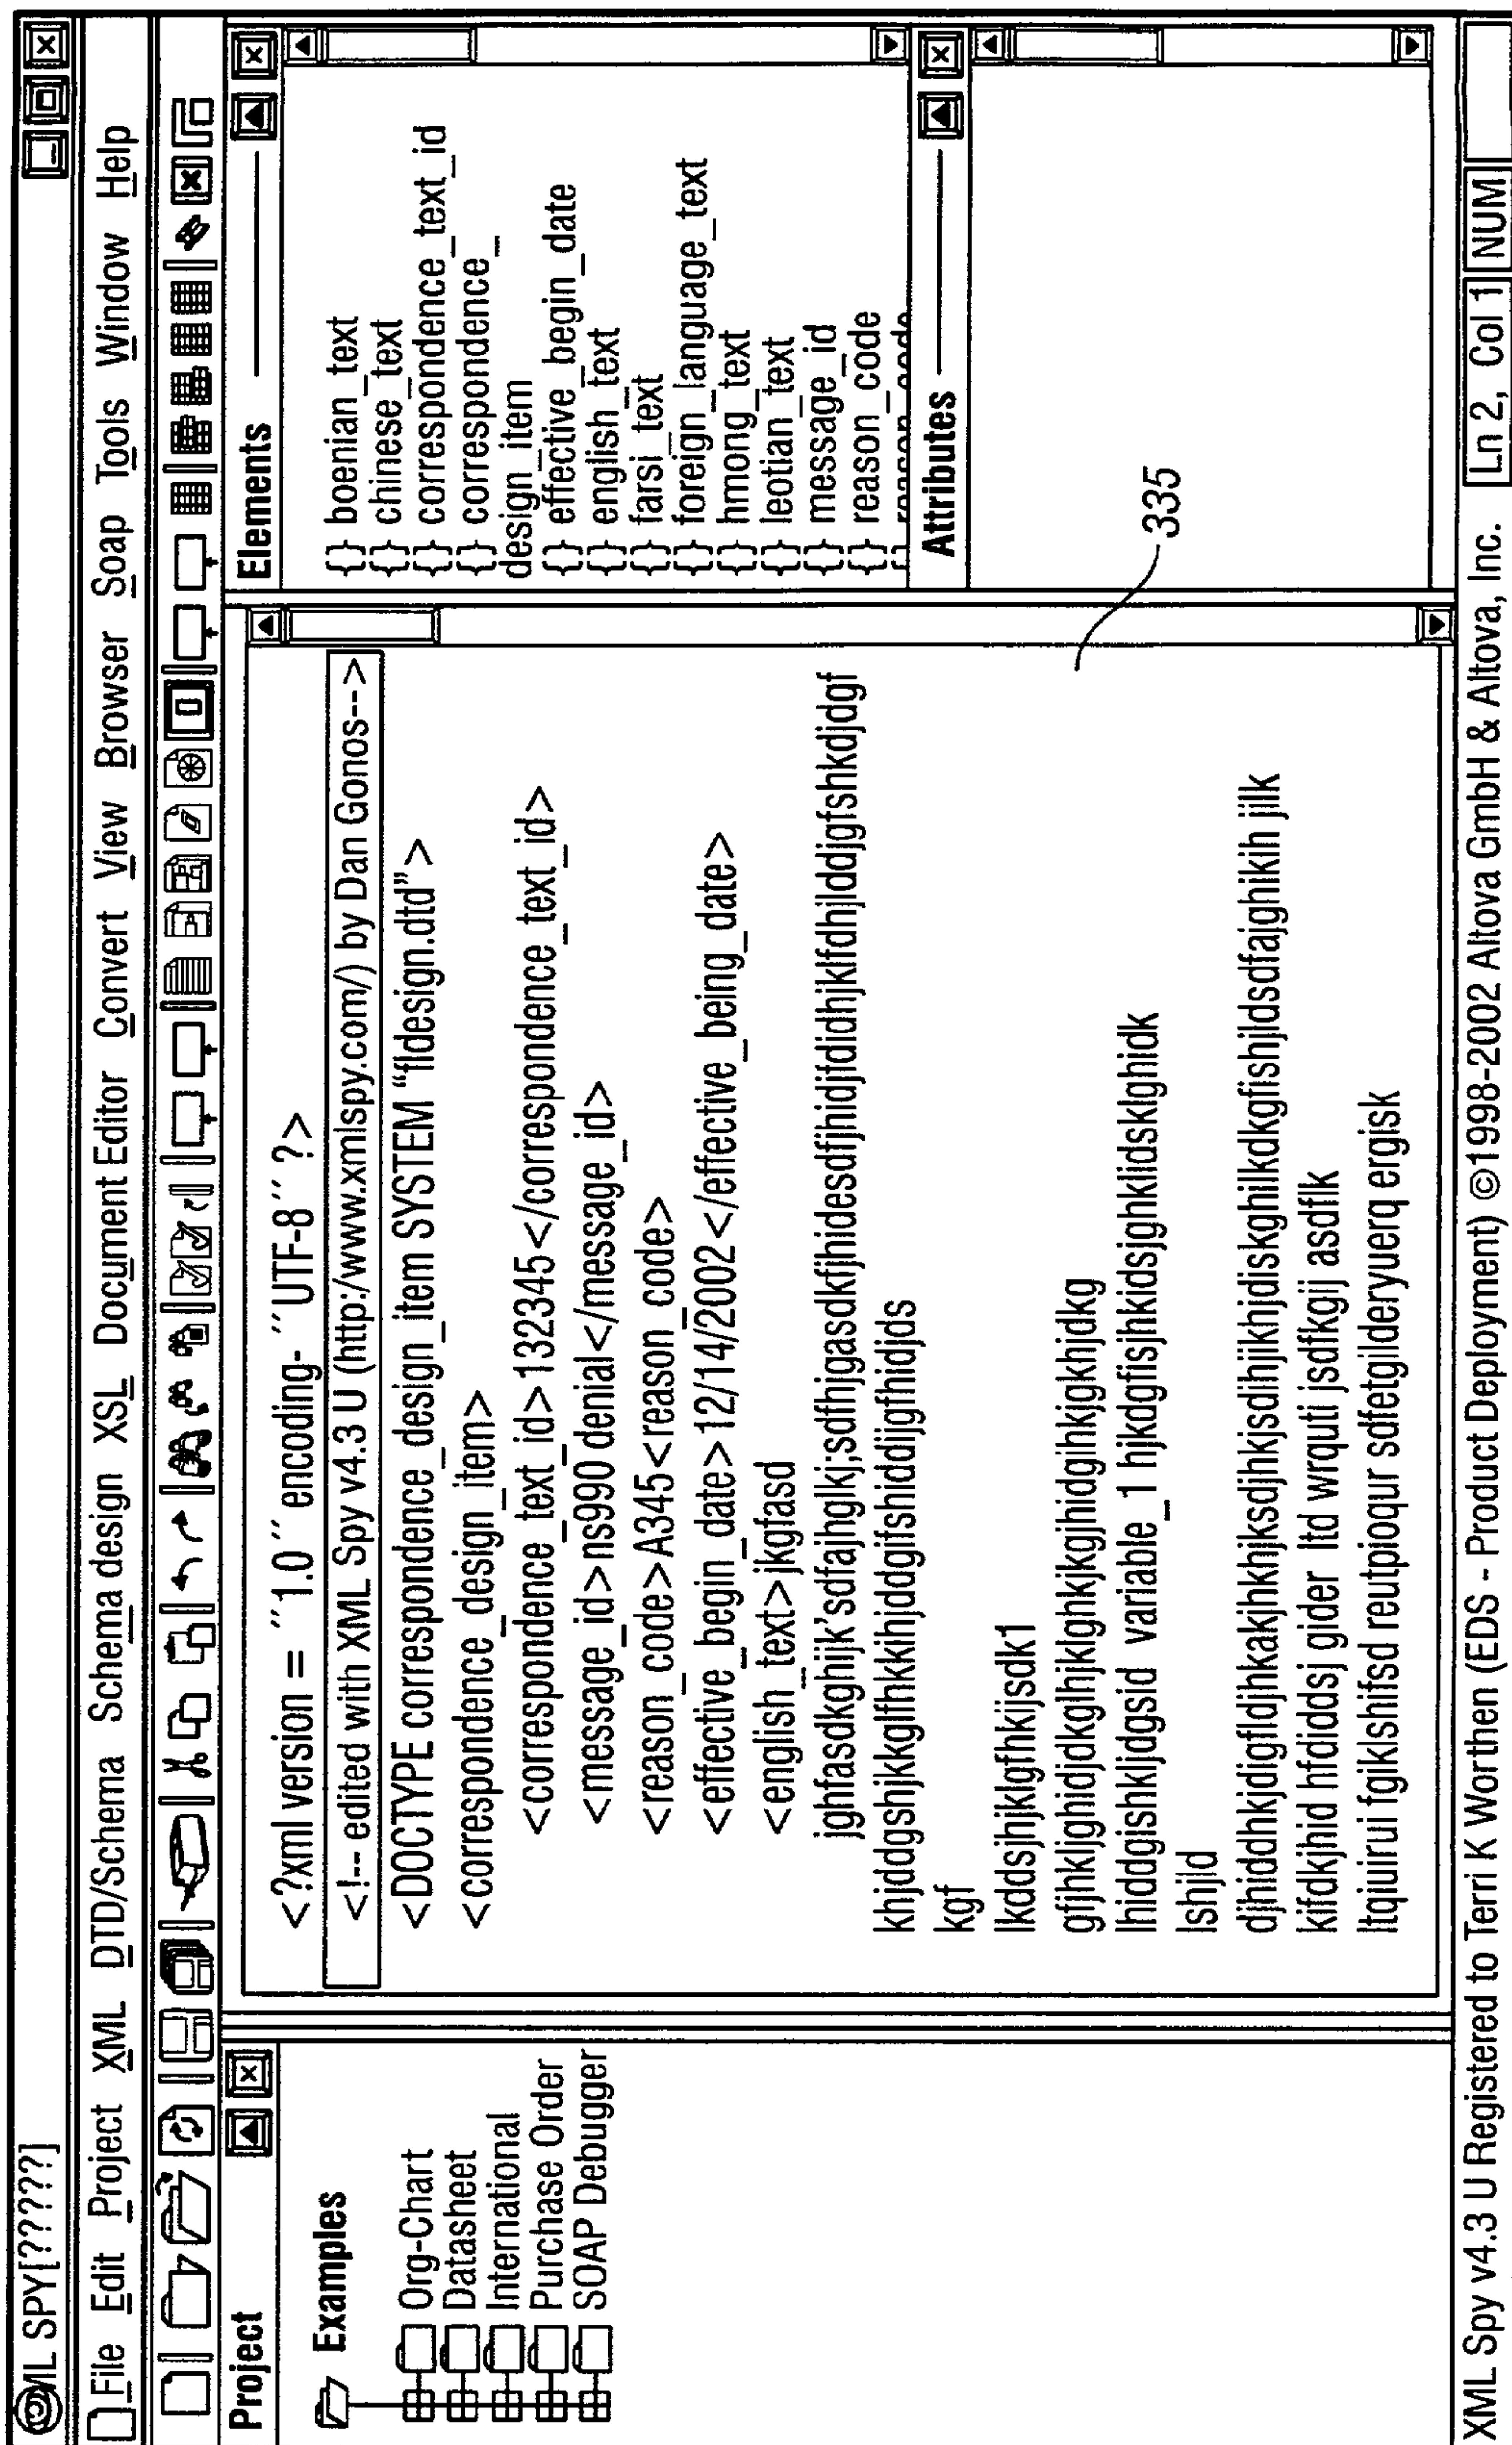 ML SPY[?????]
File Edit Project XML DTD/Schema Schema design XSL Document Editor Convert View Browser Soap Tools Window Help
Project
Examples
Org-Chart
Datasheet
International
Purchase Order
SOAP Debugger
<?xml version = ″1.0″ encoding- ″UTF-8″ ?>
<!-- edited with XML Spy v4.3 U (http:/www.xmlspy.com/) by Dan Gonos-->
<DOCTYPE correspondence_design_item SYSTEM “fldesign.dtd”>
<correspondence_design_item>
<correspondence_text_id>132345</correspondence_text_id>
<message_id>ns990 denial</message_id>
<reason_code>A345<reason_code>
<effective_begin_date>12/14/2002</effective_being_date>
<english_text>jkgfasd
khjddgshjkkglfhkkihjddgifshiddijgfhidjds
kgf
lkddsjhjklgfhkijsdk1
lhiddgishkljdgsid variable_1 hjkdgfisjhkidsjghklidsklghidk
lshjld
kifdkjhid hfdiddsj gider ltd wrquti jsdfkgij asdflk
ltqiuirui fgiklshifsd reutpioqur sdfetgilderyuerq ergisk
335
Elements
{} boenian_text
{} chinese_text
{} correspondence_text_id
{} correspondence_
design_item
{} effective_begin_date
{} english_text
{} farsi_text
{} foreign_language_text
{} hmong_text
{} leotian_text
{} message_id
{} reason_code
Attributes
XML Spy v4.3 U Registered to Terri K Worthen (EDS - Product Deployment) ©1998-2002 Altova GmbH & Altova, Inc. Ln 2, Col 1 NUM